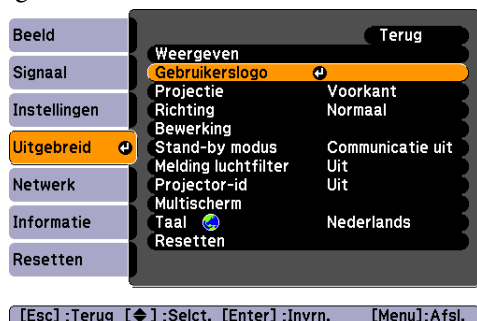 Beeld
Signaal
Instellingen
Uitgebreid
Netwerk
Informatie
Resetten
Terug
Weergeven
Gebruikerslogo
Projectie Voorkant
Richting Normaal
Bewerking
Stand-by modus Communicatie uit
Melding luchtfilter Uit
Projector-id Uit
Multischerm
Taal Nederlands
Resetten
[Esc] :Terug [◆] :Selct. [Enter] :Invrn. [Menu]:Afsl.